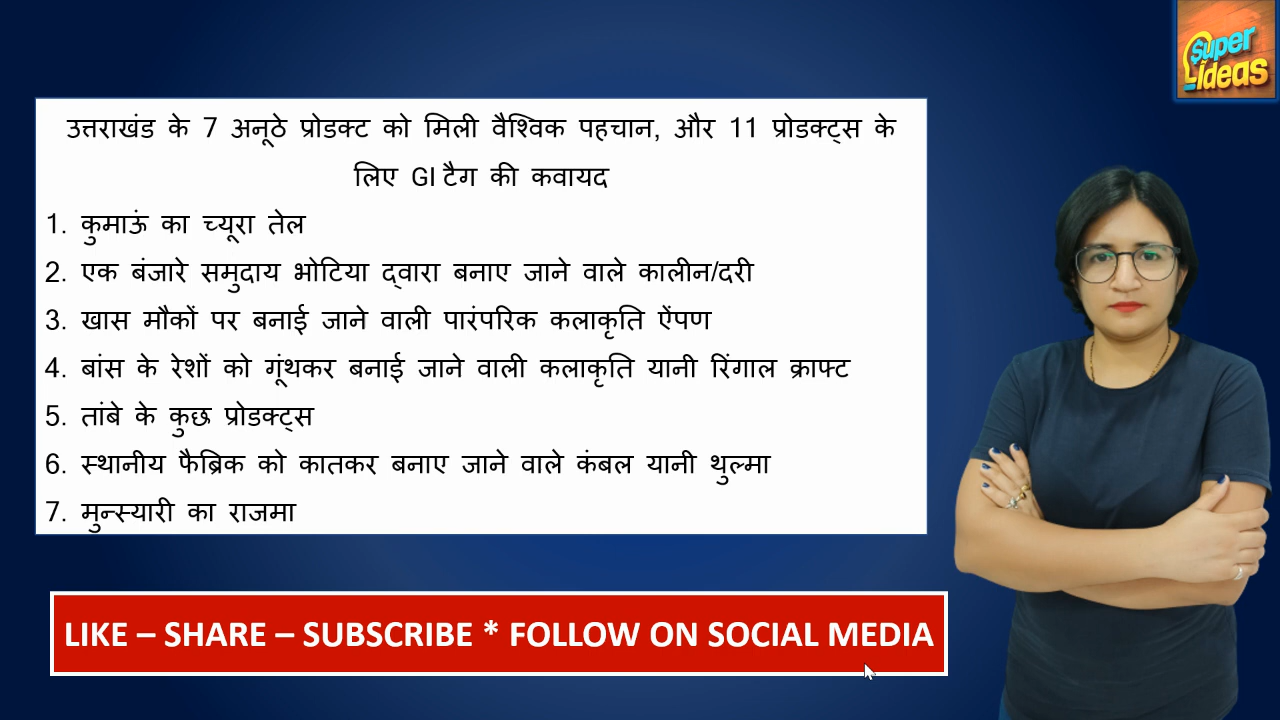 Super
Ideas
उत्तराखंड के 7 अनूठे प्रोडक्ट को मिली वैश्विक पहचान, और 11 प्रोडक्ट्स के
लिए GI टैग की कवायद
1. कुमाऊं का च्यूरा तेल
2. एक बंजारे समुदाय भोटिया द्वारा बनाए जाने वाले कालीन/दरी
3. खास मौकों पर बनाई जाने वाली पारंपरिक कलाकृति ऐंपण
4. बांस के रेशों को गूंथकर बनाई जाने वाली कलाकृति यानी रिंगाल क्राफ्ट
5. तांबे के कुछ प्रोडक्ट्स
6. स्थानीय फैब्रिक को कातकर बनाए जाने वाले कंबल यानी थुल्मा
7. मुन्स्यारी का राजमा
LIKE – SHARE – SUBSCRIBE * FOLLOW ON SOCIAL MEDIA